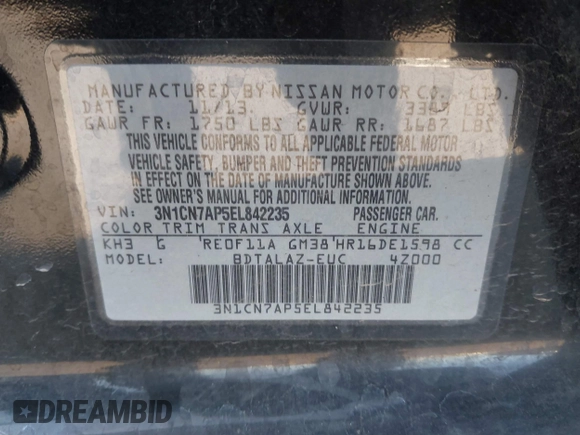 MANUFACTURED BY NISSAN MOTOR CO., LTD.
DATE: 11/13 GVWR: 3397 LBS
GAWR FR: 1750 LBS GAWR RR: 1687 LBS
THIS VEHICLE CONFORMS TO ALL APPLICABLE FEDERAL MOTOR
VEHICLE SAFETY, BUMPER AND THEFT PREVENTION STANDARDS
IN EFFECT ON THE DATE OF MANUFACTURE SHOWN ABOVE.
SEE OWNER'S MANUAL FOR ADDITIONAL INFORMATION.
VIN: 3N1CN7AP5EL842235 PASSENGER CAR.
COLOR TRIM TRANS AXLE ENGINE
KH3 G RE0F11A GM38 HR16DE1598 CC
MODEL: BDTALAZ-EUC 4Z000
3N1CN7AP5EL842235
DREAMBID